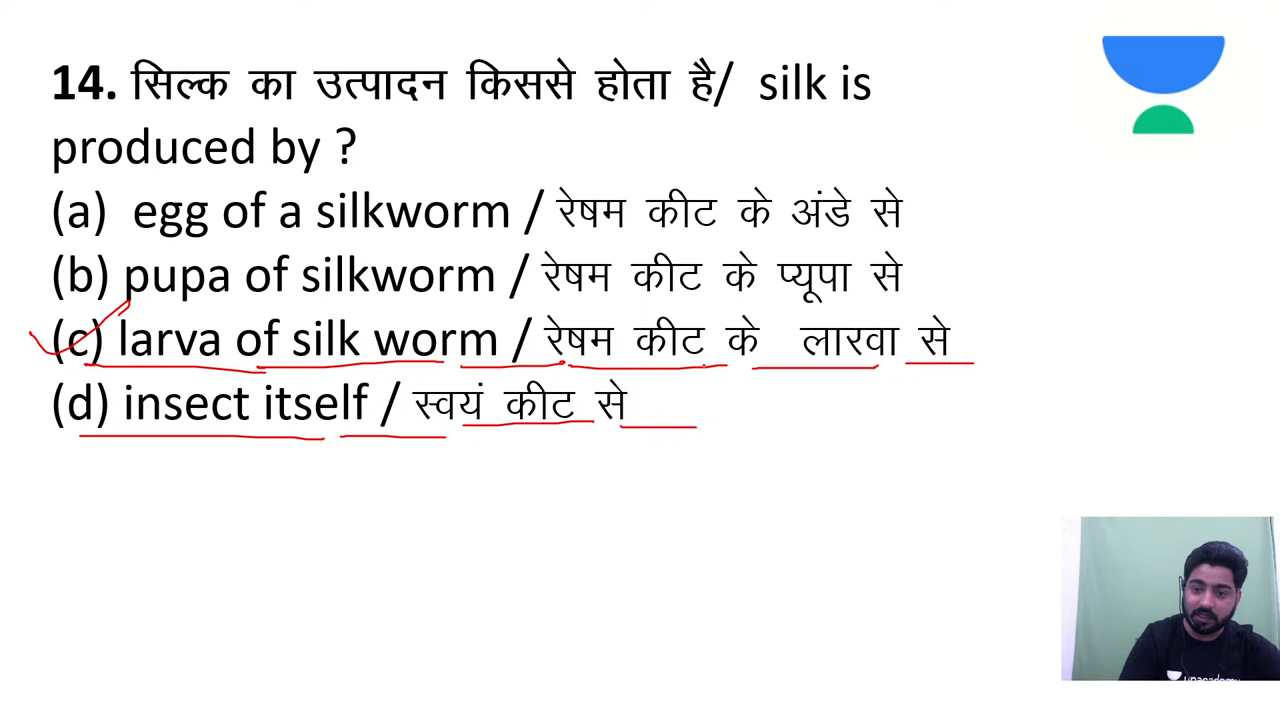 14. सिल्क का उत्पादन किससे होता है/ silk is
produced by ?
(a) egg of a silkworm / रेषम कीट के अंडे से
(b) pupa of silkworm / रेषम कीट के प्यूपा से
(c) larva of silk worm / रेषम कीट के लारवा से
(d) insect itself / स्वयं कीट से
unacademy